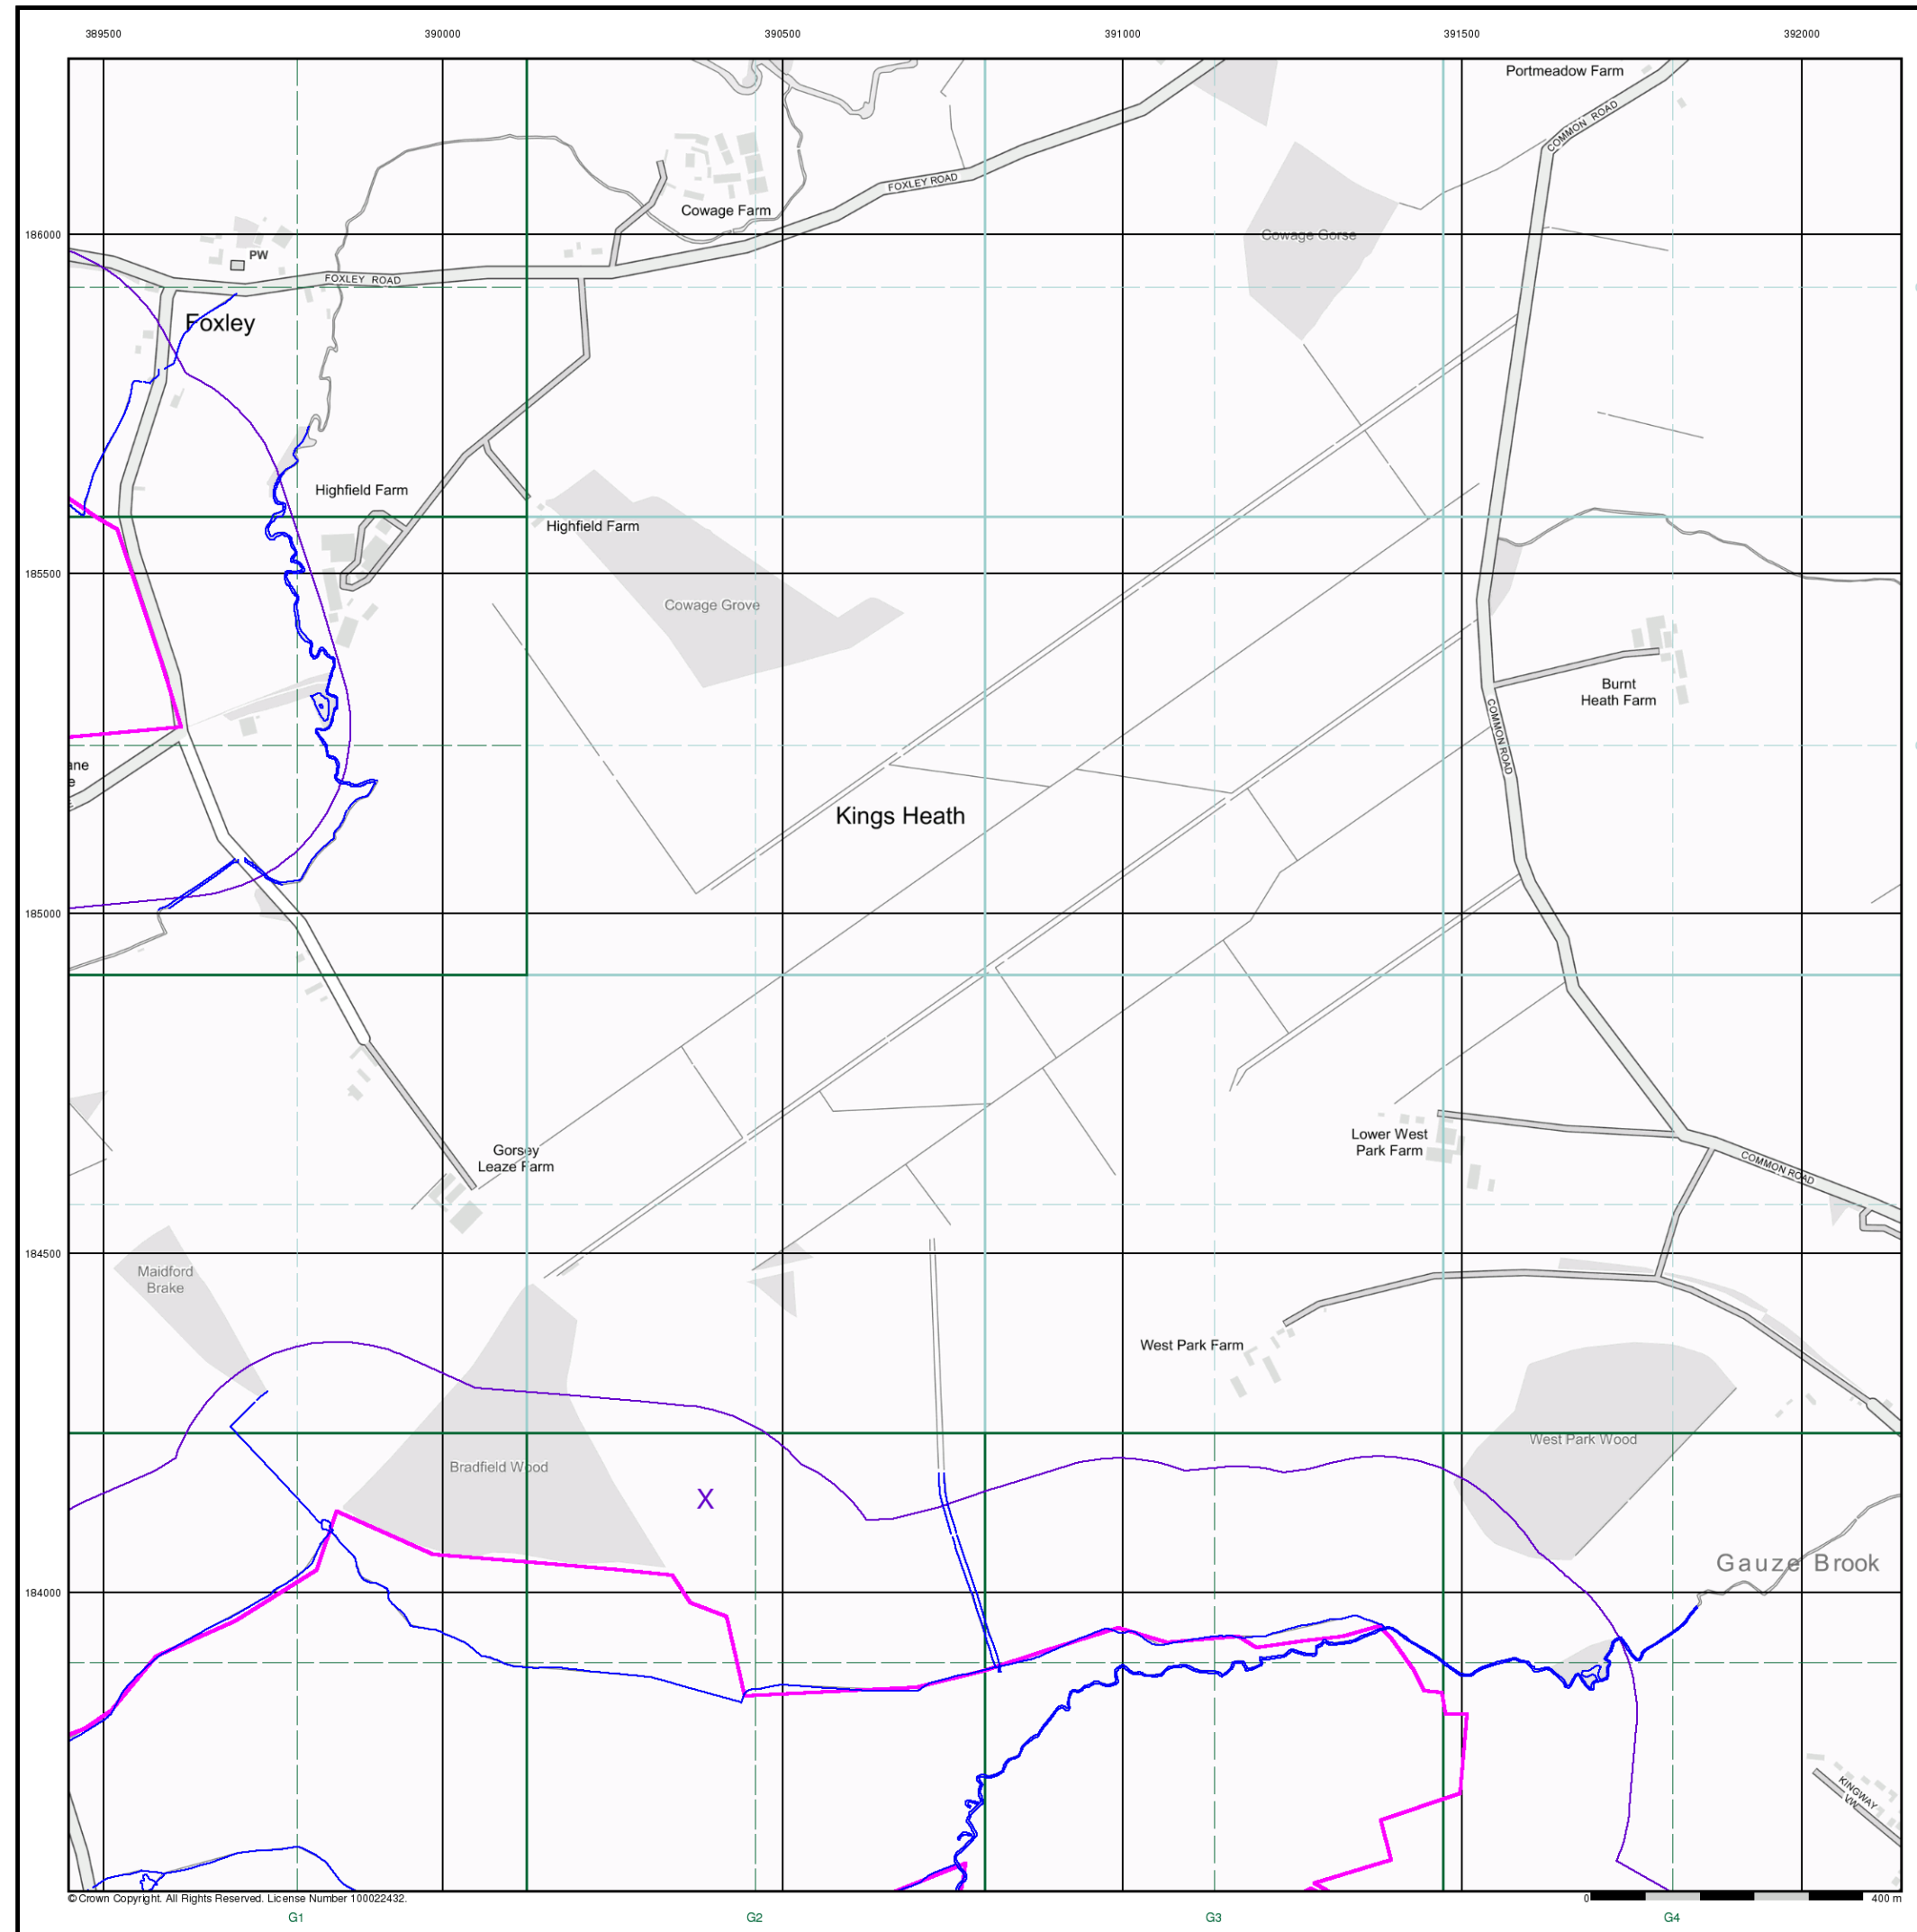 389500 390000 390500 391000 391500 392000
Portmeadow Farm
COMMON ROAD
FOXLEY ROAD
Cowage Farm
186000
Cowage Gorse
PW
FOXLEY ROAD
Foxley
Highfield Farm
Highfield Farm
185500
Cowage Grove
Burnt
Heath Farm
COMMON ROAD
ane
e
Kings Heath
185000
Lower West
Park Farm
Gorsey
Leaze Farm
COMMON ROAD
184500
Maidford
Brake
West Park Farm
West Park Wood
Bradfield Wood
X
Gauze Brook
184000
KINGWAY
VW
© Crown Copyright. All Rights Reserved. License Number 100022432.
0 400 m
G1 G2 G3 G4